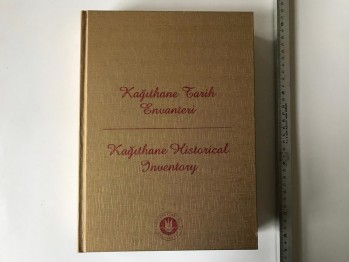 Kağıthane Tarih
Envanteri
Kağıthane Historical
Inventory